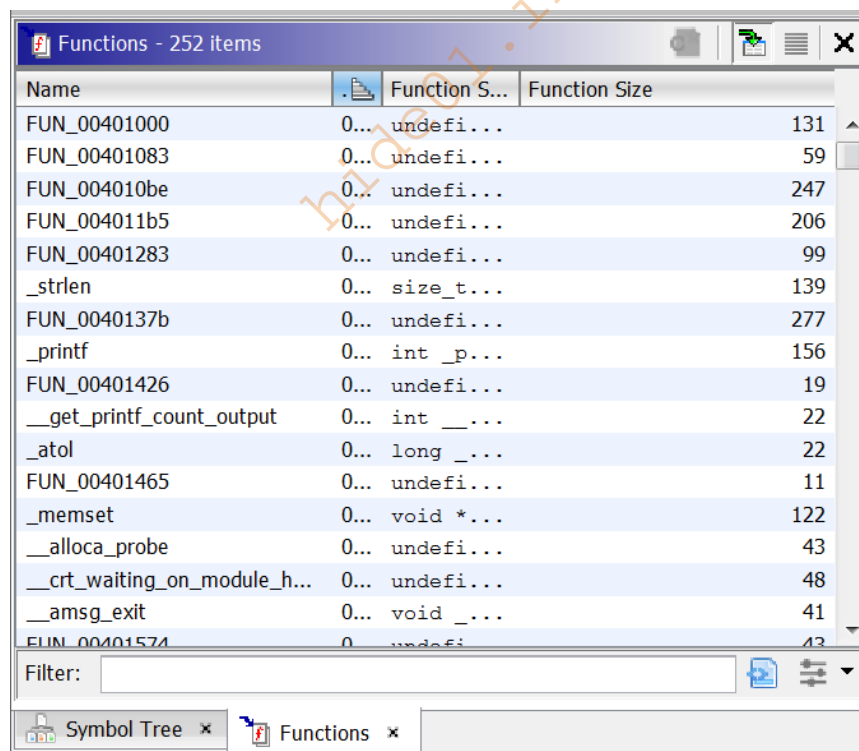 Functions - 252 items
Name Function S... Function Size
FUN_00401000 0... undefi... 131
FUN_00401083 0... undefi... 59
FUN_004010be 0... undefi... 247
FUN_004011b5 0... undefi... 206
FUN_00401283 0... undefi... 99
_strlen 0... size_t... 139
FUN_0040137b 0... undefi... 277
_printf 0... int _p... 156
FUN_00401426 0... undefi... 19
__get_printf_count_output 0... int __... 22
_atol 0... long _... 22
FUN_00401465 0... undefi... 11
_memset 0... void *... 122
__alloca_probe 0... undefi... 43
__crt_waiting_on_module_h... 0... undefi... 48
__amsg_exit 0... void _... 41
FUN_00401574 0... undefi... 43
Filter:
Symbol Tree Functions